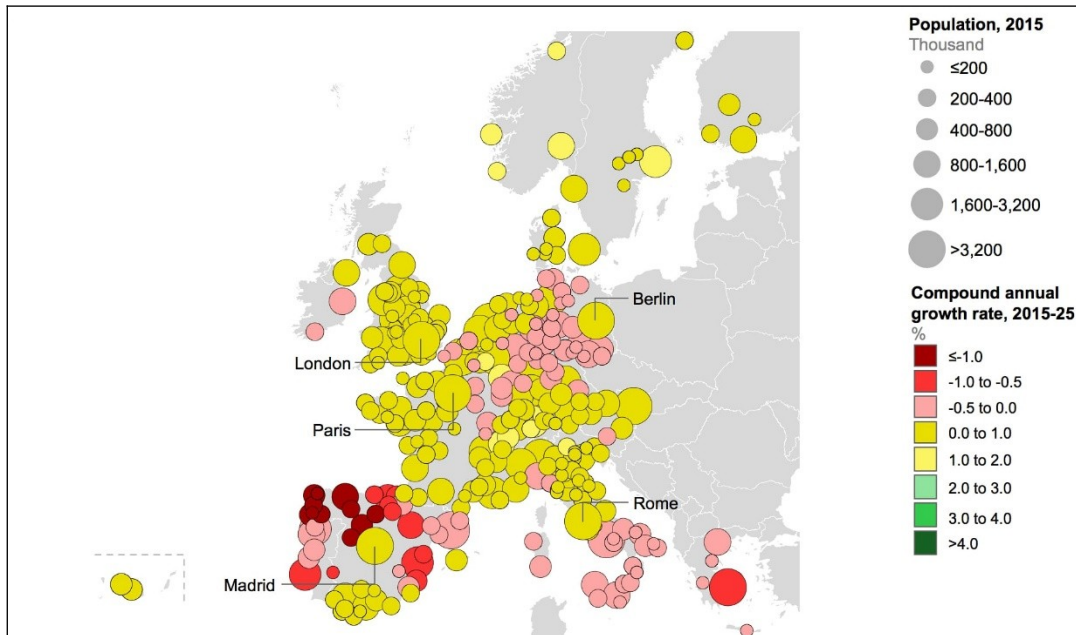 Population, 2015
Thousand
≤200
200-400
400-800
800-1,600
1,600-3,200
>3,200
Compound annual
growth rate, 2015-25
%
≤-1.0
-1.0 to -0.5
-0.5 to 0.0
0.0 to 1.0
1.0 to 2.0
2.0 to 3.0
3.0 to 4.0
>4.0
Berlin
London
Paris
Rome
Madrid